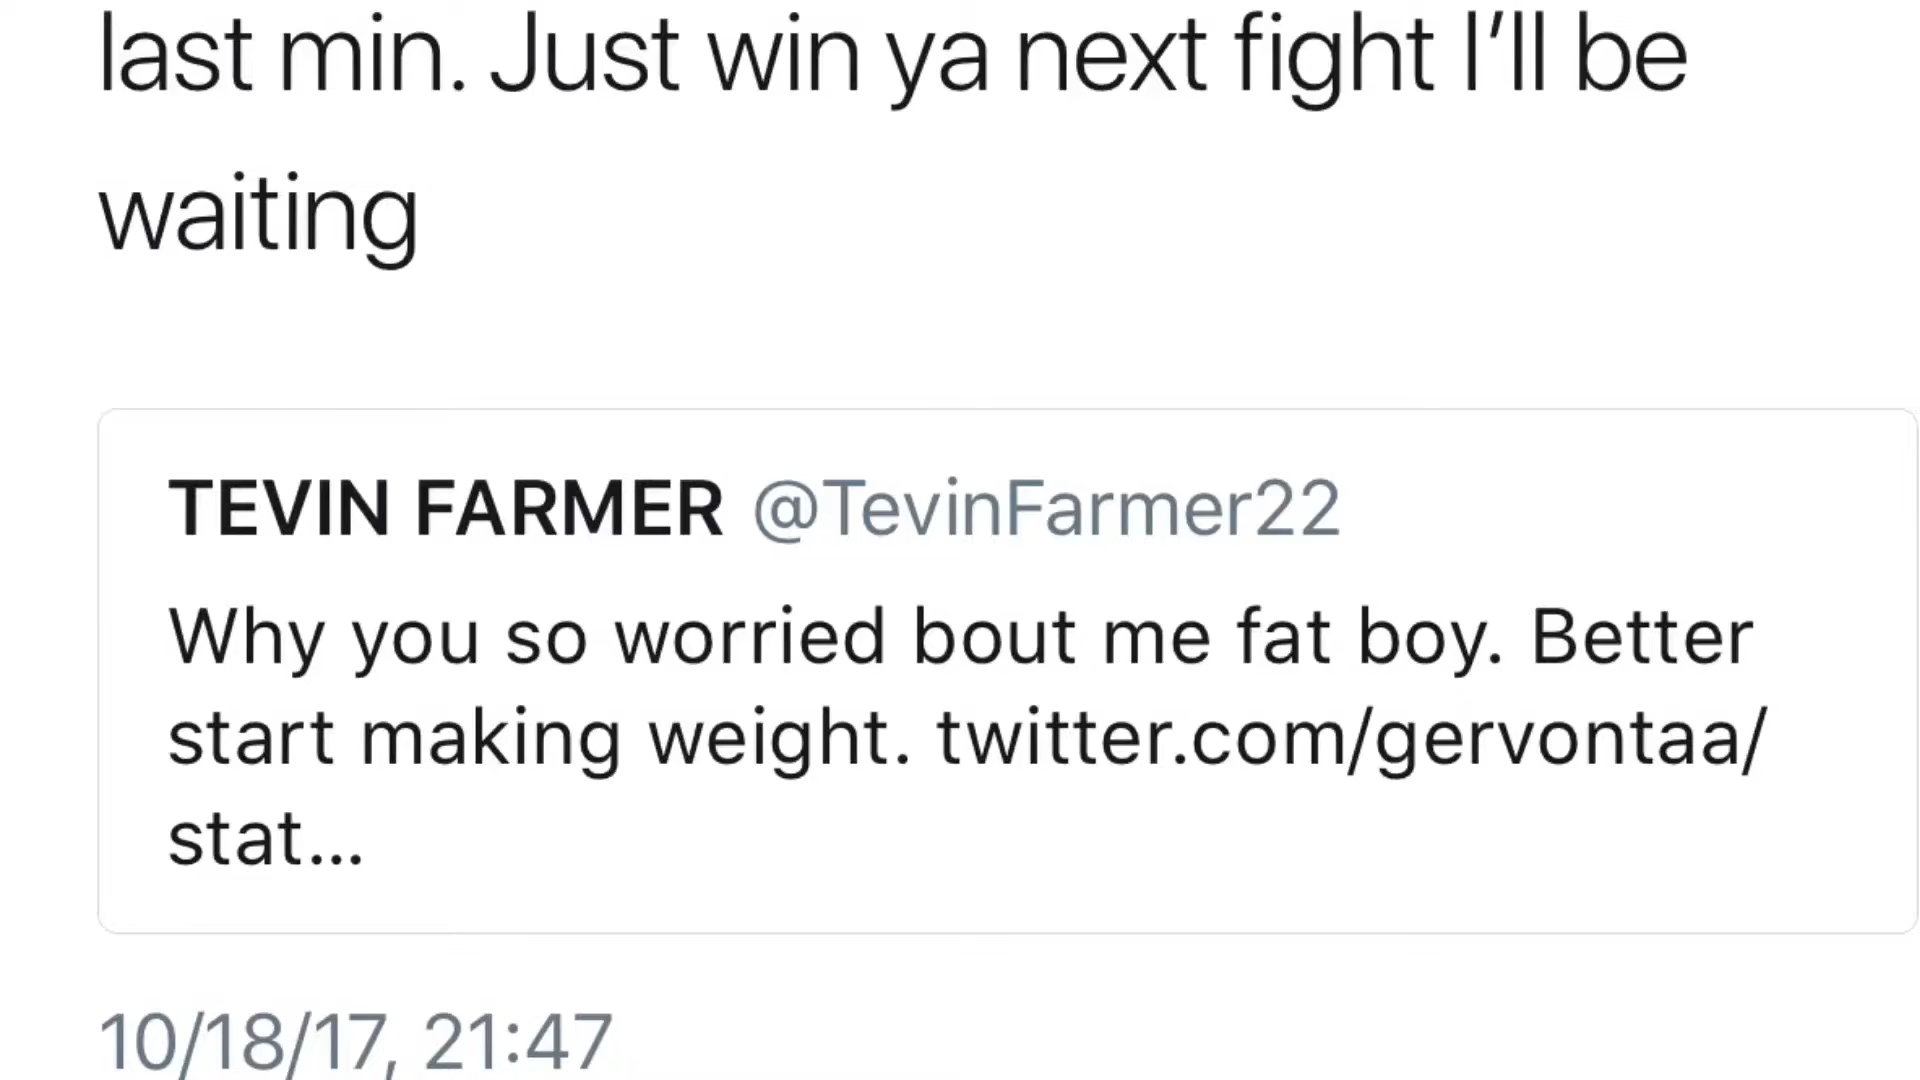 last min. Just win ya next fight I’ll be
waiting
TEVIN FARMER @TevinFarmer22
Why you so worried bout me fat boy. Better
start making weight. twitter.com/gervontaa/
stat...
10/18/17, 21:47